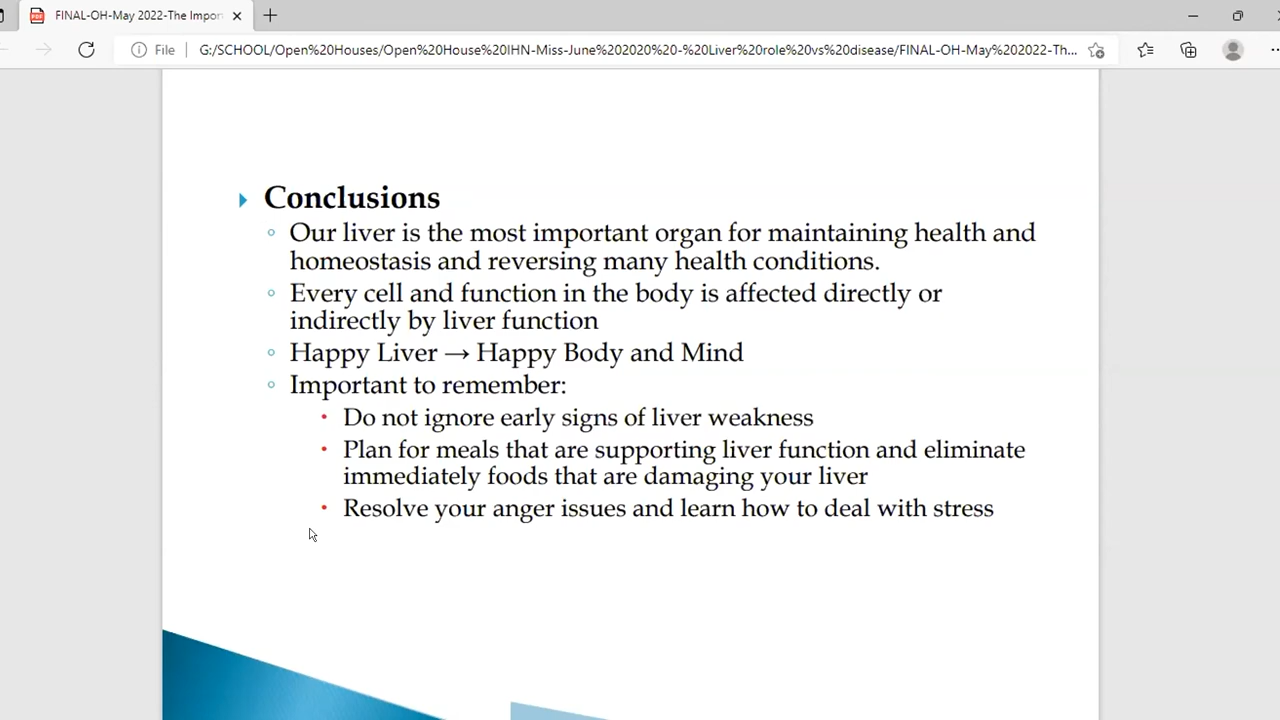 FINAL-OH-May 2022-The Impor
File
G:/SCHOOL/Open%20Houses/Open%20House%20IHN-Miss-June%202020%20-%20Liver%20role%20vs%20disease/FINAL-OH-May%202022-Th...
Conclusions
Our liver is the most important organ for maintaining health and
homeostasis and reversing many health conditions.
Every cell and function in the body is affected directly or
indirectly by liver function
Happy Liver → Happy Body and Mind
Important to remember:
Do not ignore early signs of liver weakness
Plan for meals that are supporting liver function and eliminate
immediately foods that are damaging your liver
Resolve your anger issues and learn how to deal with stress